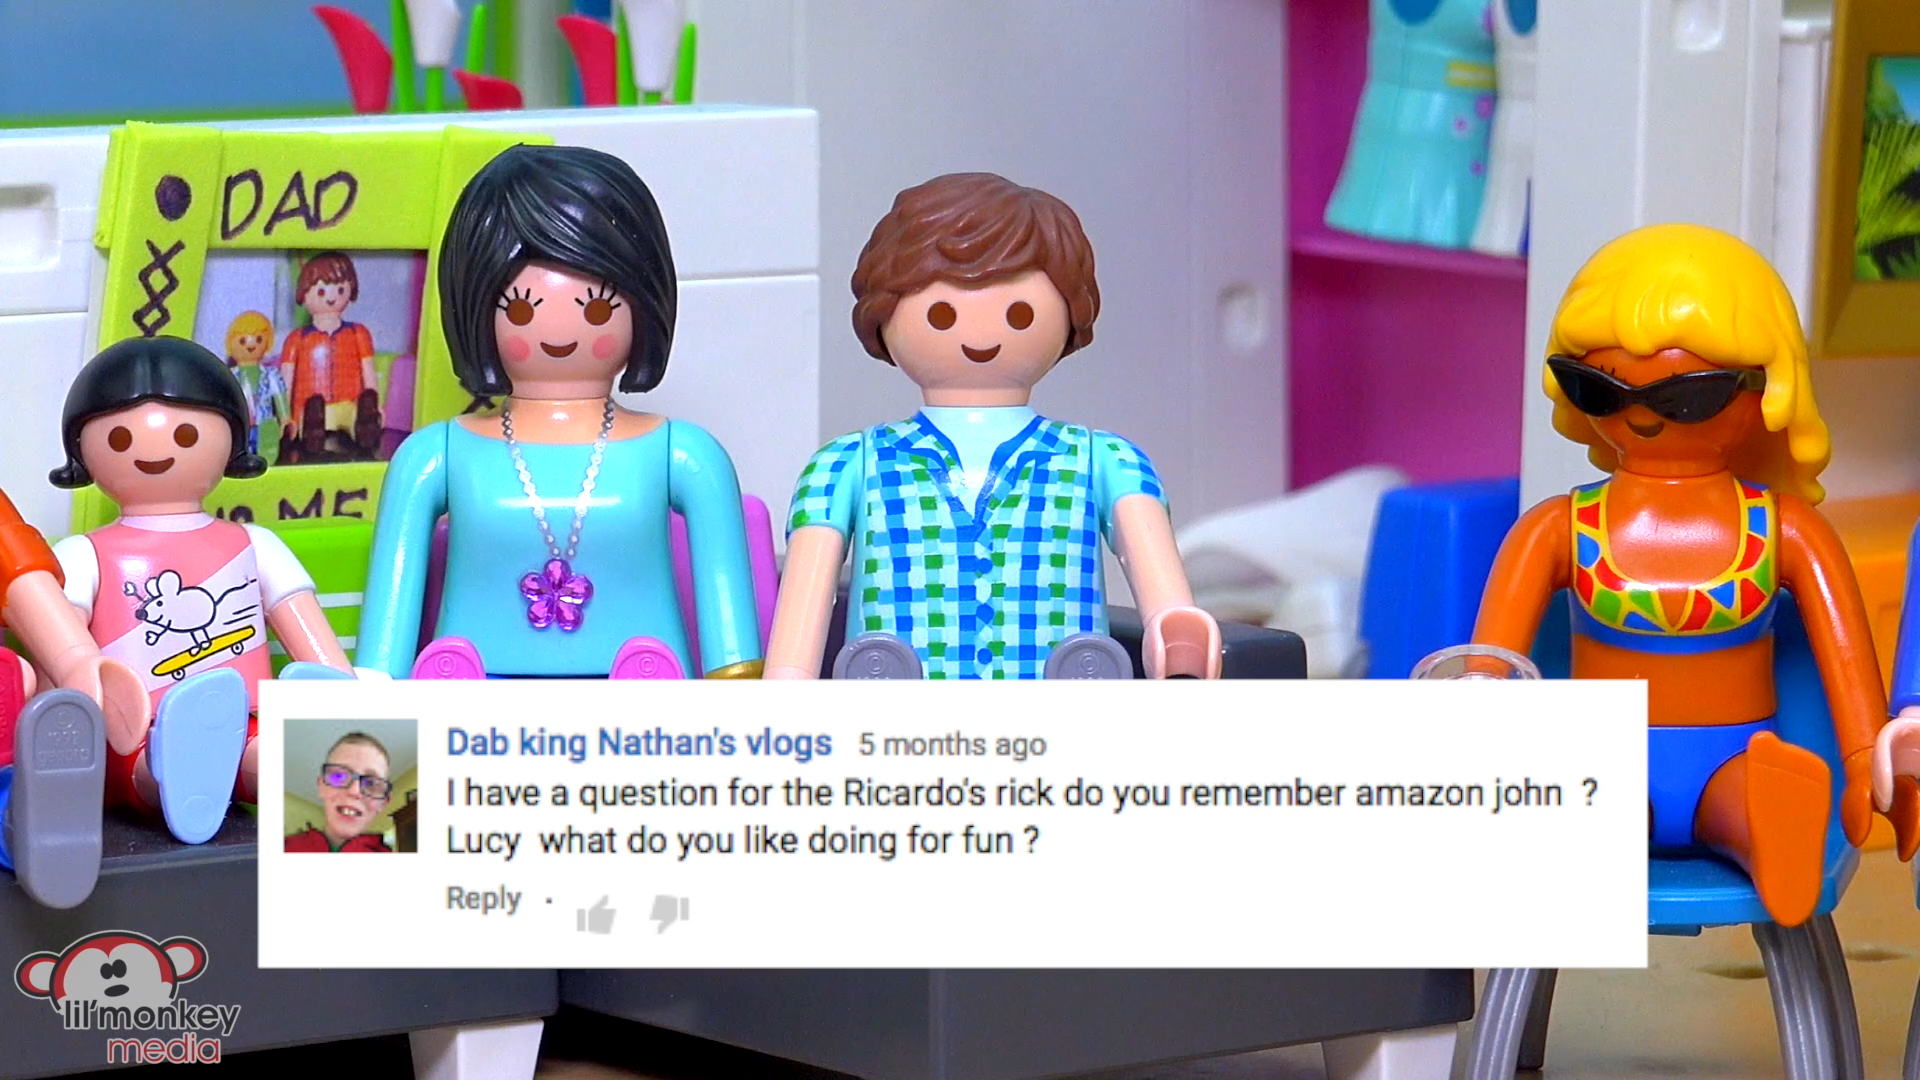 DAD
ME
Dab king Nathan's vlogs 5 months ago
I have a question for the Ricardo's rick do you remember amazon john ?
Lucy what do you like doing for fun ?
Reply ·
lil'monkey
media